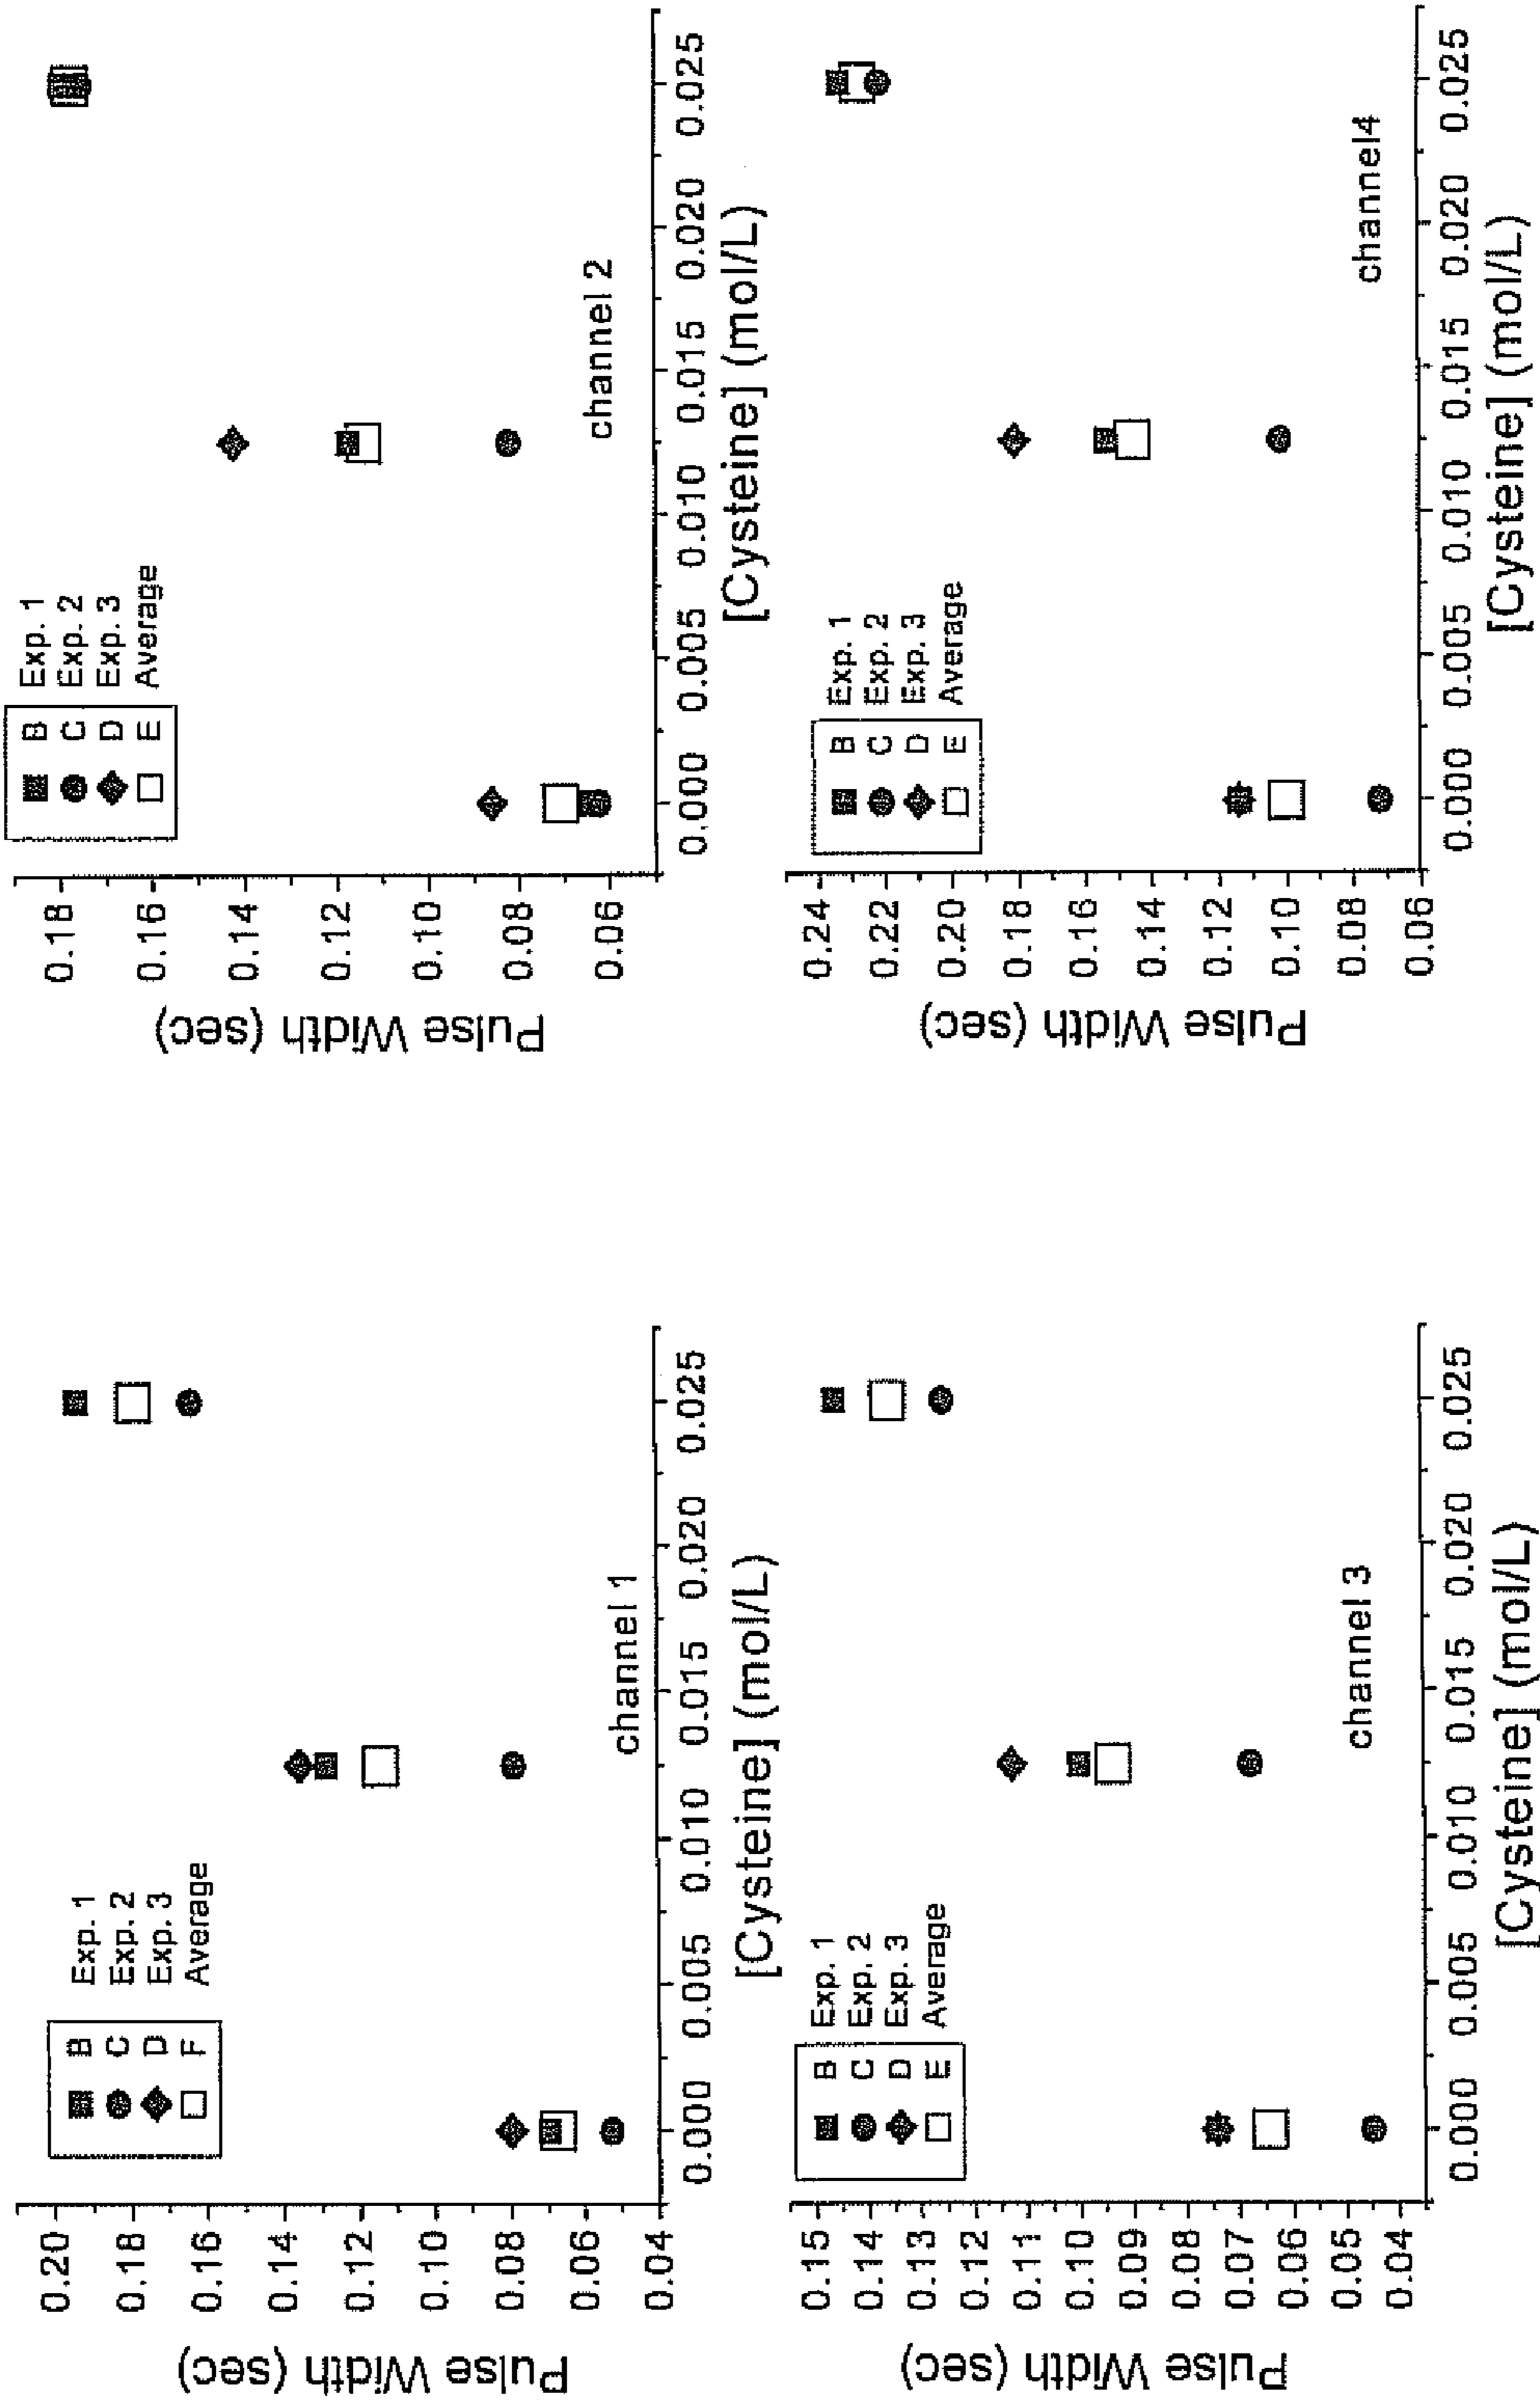 B Exp. 1
C Exp. 2
D Exp. 3
F Average
0.20
0.18
0.16
0.14
0.12
0.10
0.08
0.06
0.04
Pulse Width (sec)
channel 1
0.000 0.005 0.010 0.015 0.020 0.025
[Cysteine] (mol/L)
B Exp. 1
C Exp. 2
D Exp. 3
E Average
0.18
0.16
0.14
0.12
0.10
0.08
0.06
Pulse Width (sec)
channel 2
0.000 0.005 0.010 0.015 0.020 0.025
[Cysteine] (mol/L)
B Exp. 1
C Exp. 2
D Exp. 3
E Average
0.15
0.14
0.13
0.12
0.11
0.10
0.09
0.08
0.07
0.06
0.05
0.04
Pulse Width (sec)
channel 3
0.000 0.005 0.010 0.015 0.020 0.025
[Cysteine] (mol/L)
B Exp. 1
C Exp. 2
D Exp. 3
E Average
0.24
0.22
0.20
0.18
0.16
0.14
0.12
0.10
0.08
0.06
Pulse Width (sec)
channel4
0.000 0.005 0.010 0.015 0.020 0.025
[Cysteine] (mol/L)